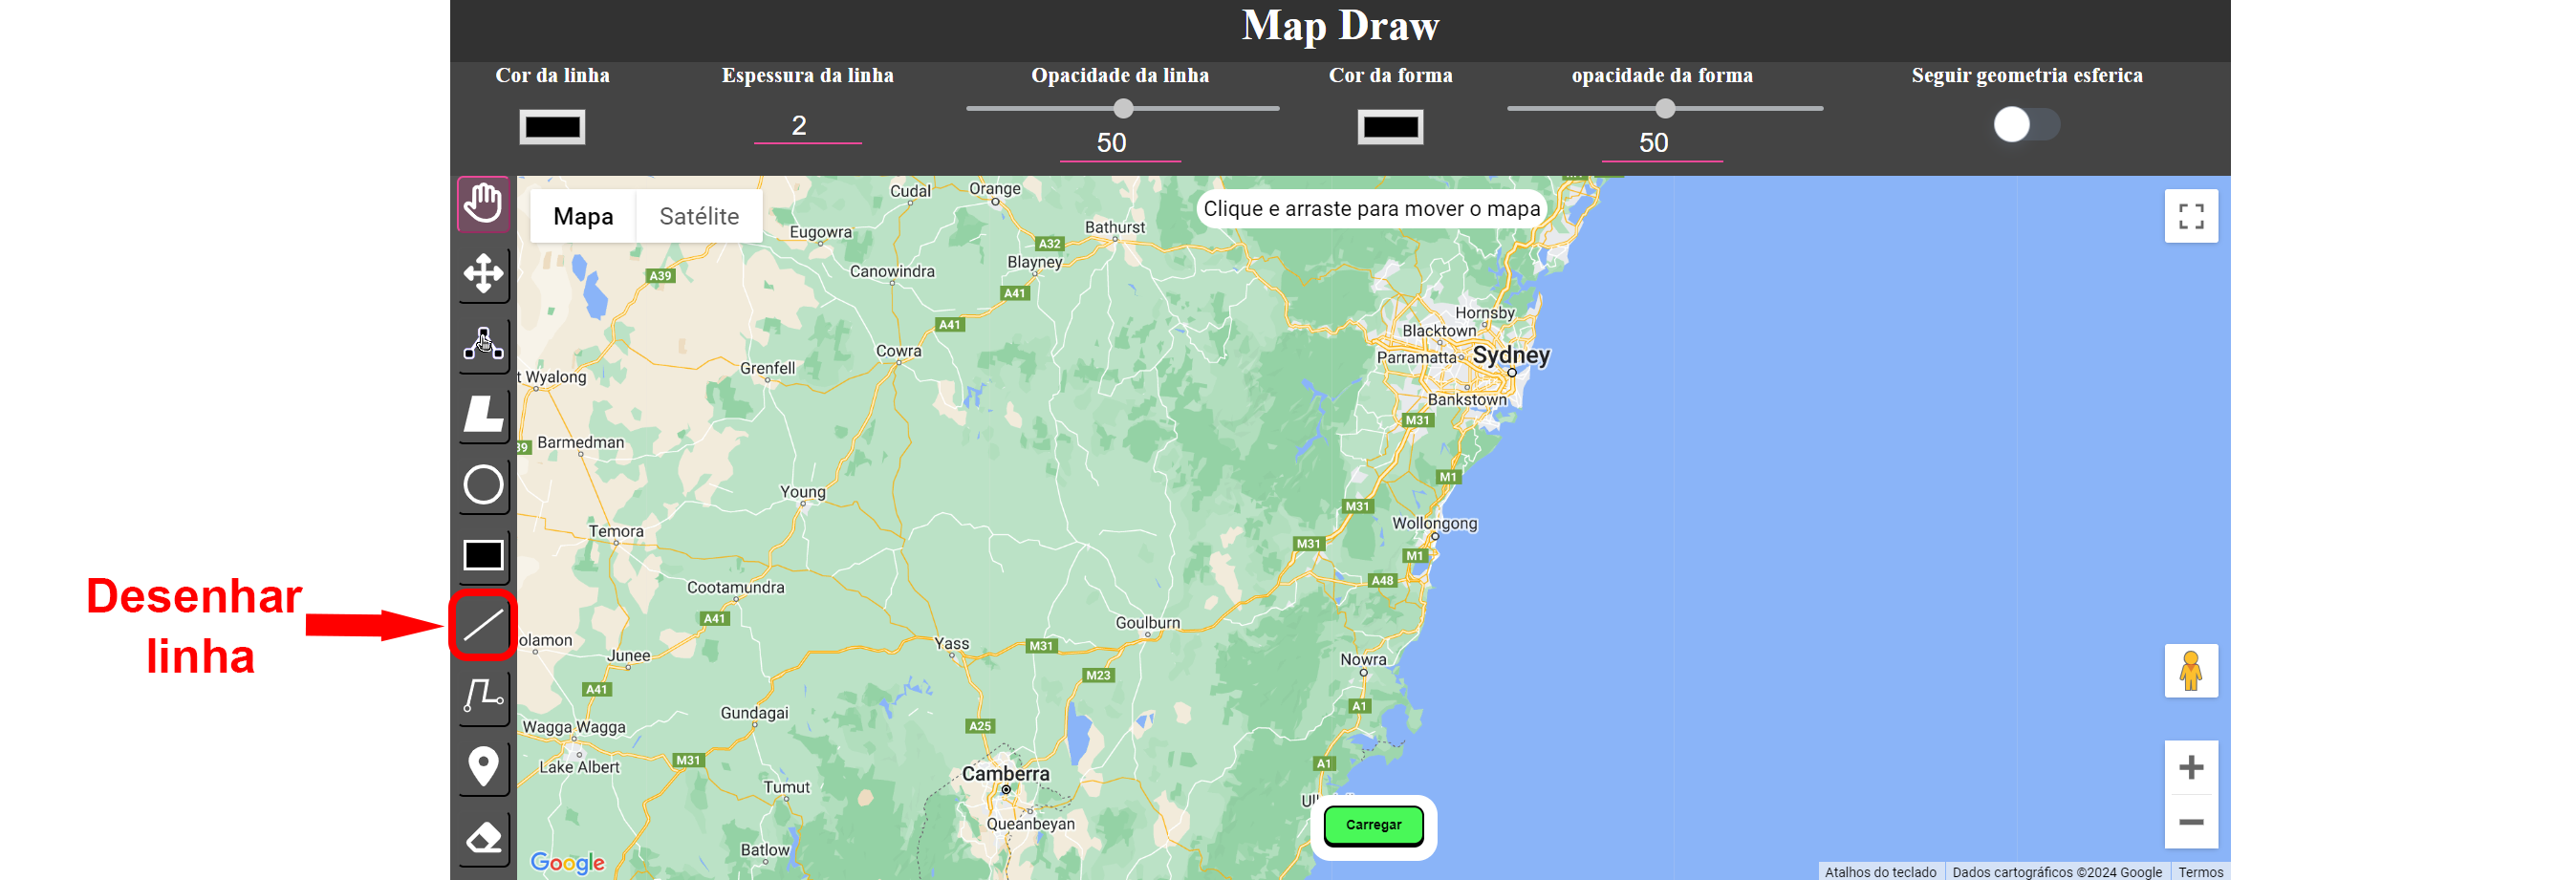 Map Draw
Cor da linha
Espessura da linha
Opacidade da linha
Cor da forma
opacidade da forma
Seguir geometria esferica
2
50
50
Mapa
Satélite
Clique e arraste para mover o mapa
Cudal
Orange
Eugowra
Bathurst
A32
Blayney
A39
Canowindra
A41
A41
Hornsby
Blacktown
Cowra
Parramatta
Sydney
Grenfell
t Wyalong
Bankstown
M31
Barmedman
39
M1
Young
M31
Wollongong
Temora
M31
M1
A48
Cootamundra
Desenhar
linha
A41
Goulburn
olamon
Yass
M31
Junee
Nowra
M23
A41
A1
Gundagai
Wagga Wagga
A25
M31
Lake Albert
A1
Camberra
Tumut
Ul
Queanbeyan
Carregar
Batlow
Google
Atalhos do teclado
Dados cartográficos ©2024 Google
Termos